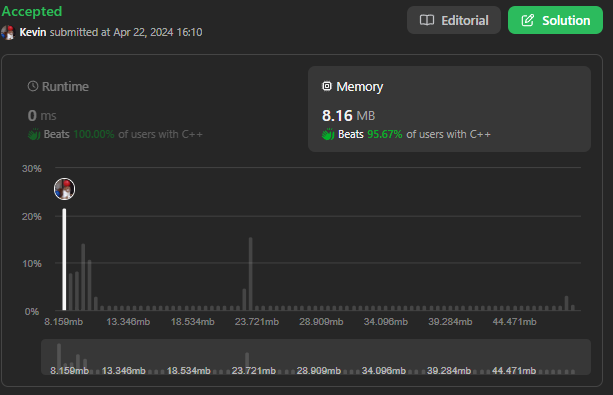 Accepted
Kevin submitted at Apr 22, 2024 16:10
Editorial
Solution
Runtime
0 ms
Beats 100.00% of users with C++
Memory
8.16 MB
Beats 95.67% of users with C++
30%
20%
10%
0%
8.159mb 13.346mb 18.534mb 23.721mb 28.909mb 34.096mb 39.284mb 44.471mb
8.159mb 13.346mb 18.534mb 23.721mb 28.909mb 34.096mb 39.284mb 44.471mb